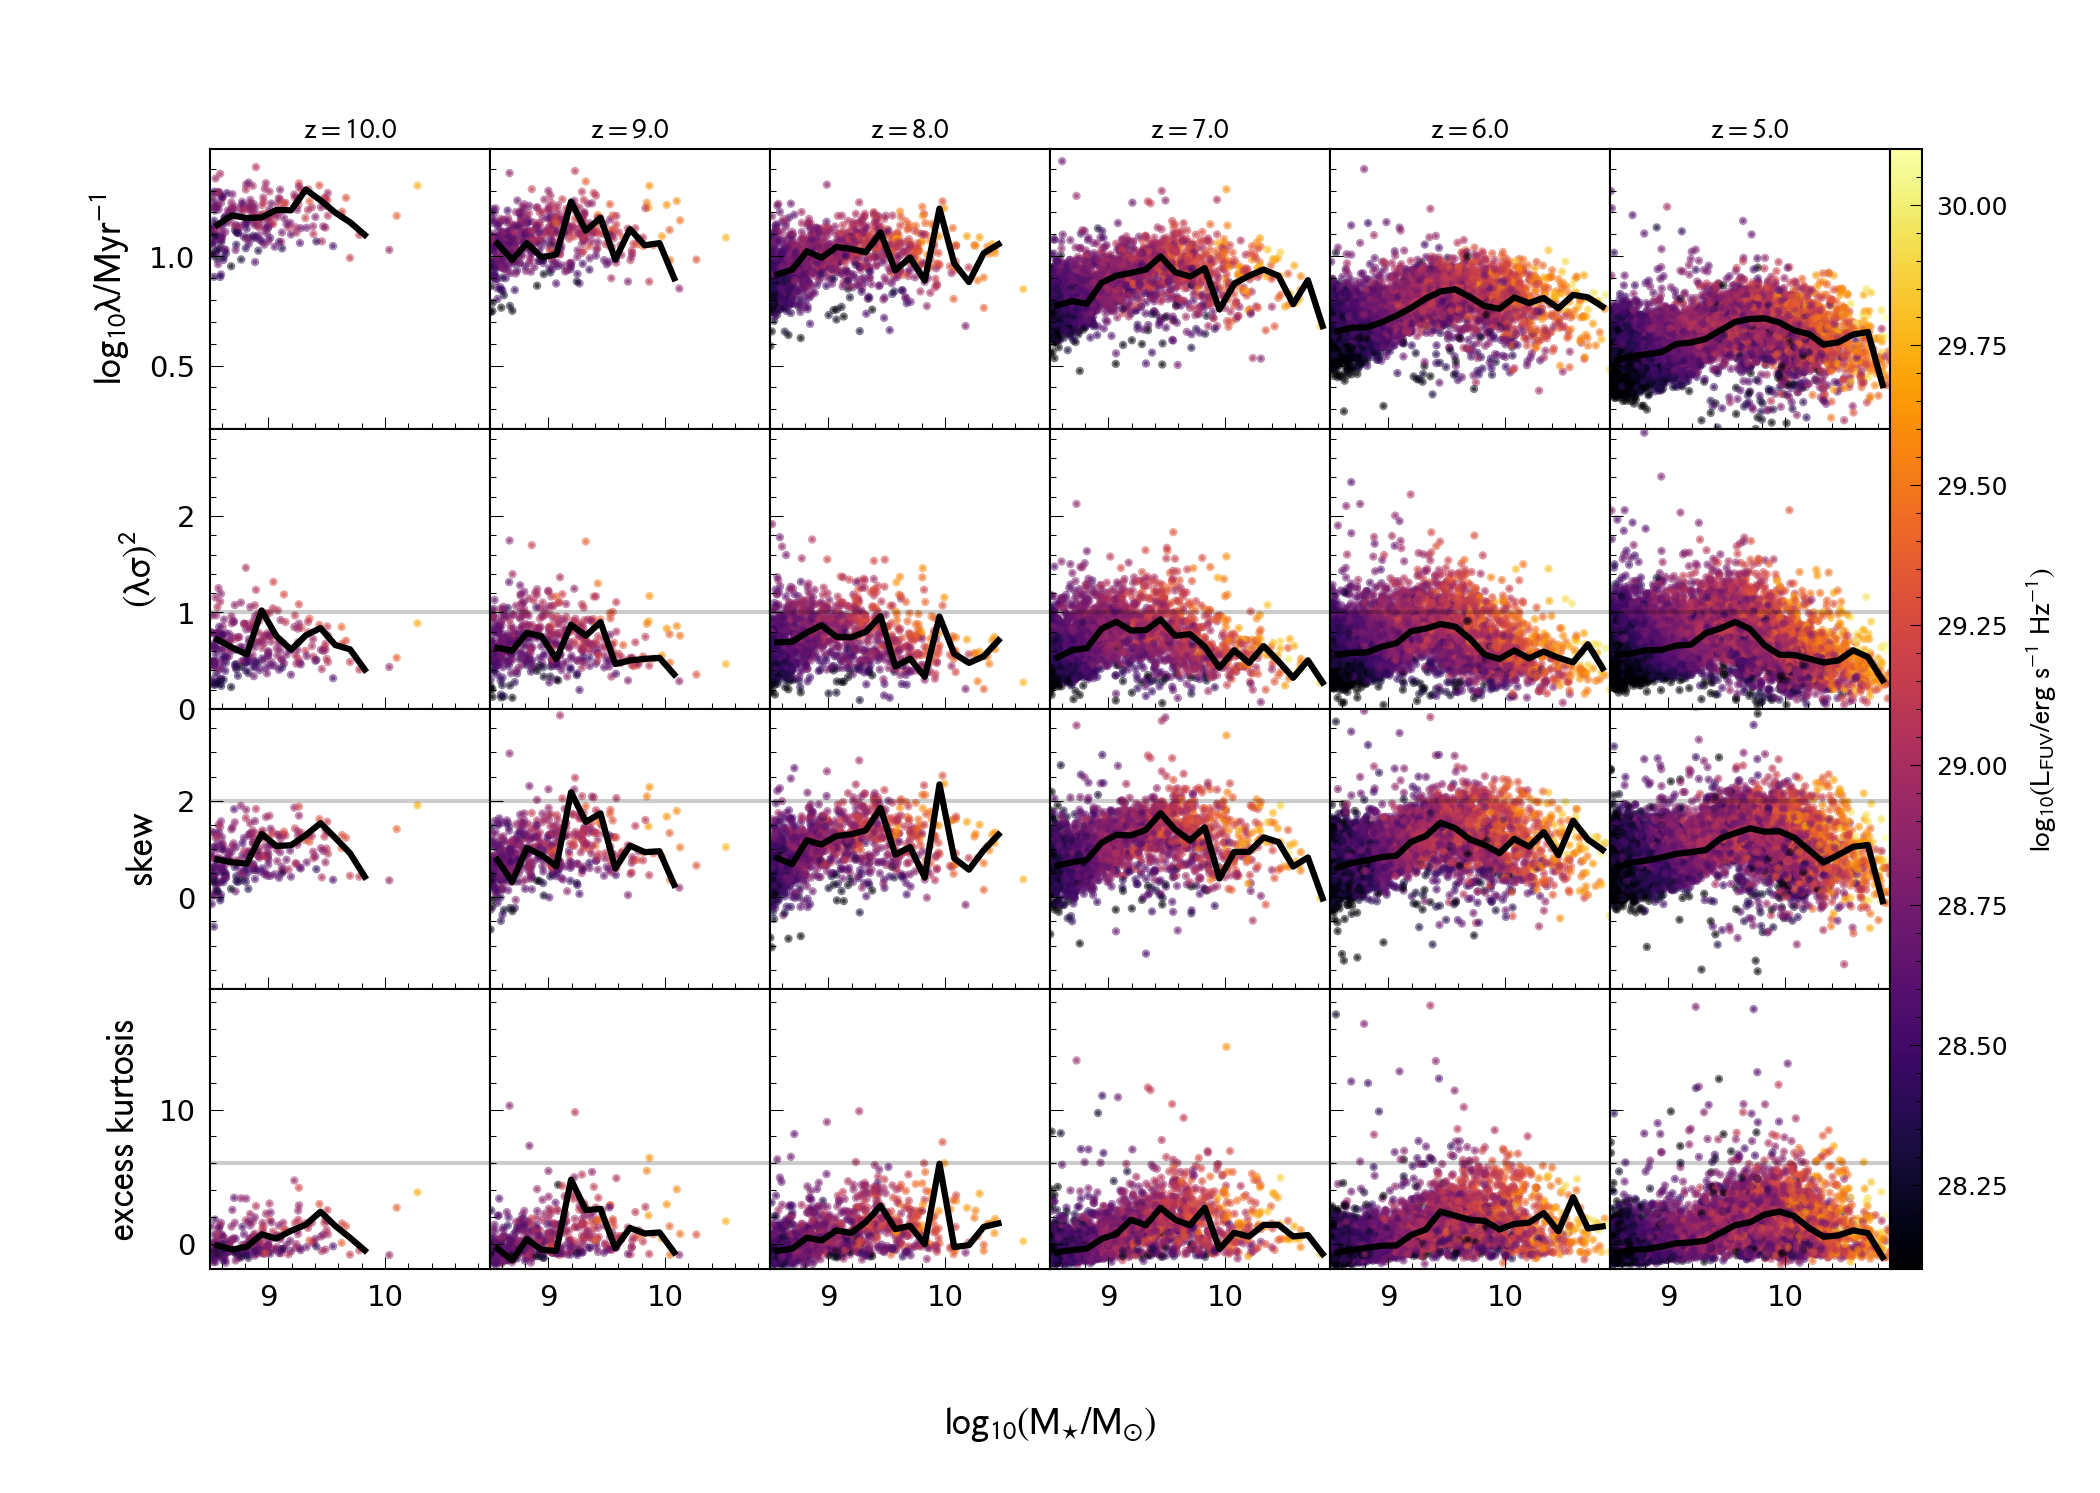 z = 10.0 z = 9.0 z = 8.0 z = 7.0 z = 6.0 z = 5.0
log₁₀λ/Myr⁻¹
1.0
0.5
(λσ)²
2
1
0
skew
2
0
excess kurtosis
10
0
9 10 9 10 9 10 9 10 9 10 9 10
log₁₀(M⋆/M⊙)
30.00
29.75
29.50
29.25
29.00
28.75
28.50
28.25
log₁₀(L_FUV/erg s⁻¹ Hz⁻¹)